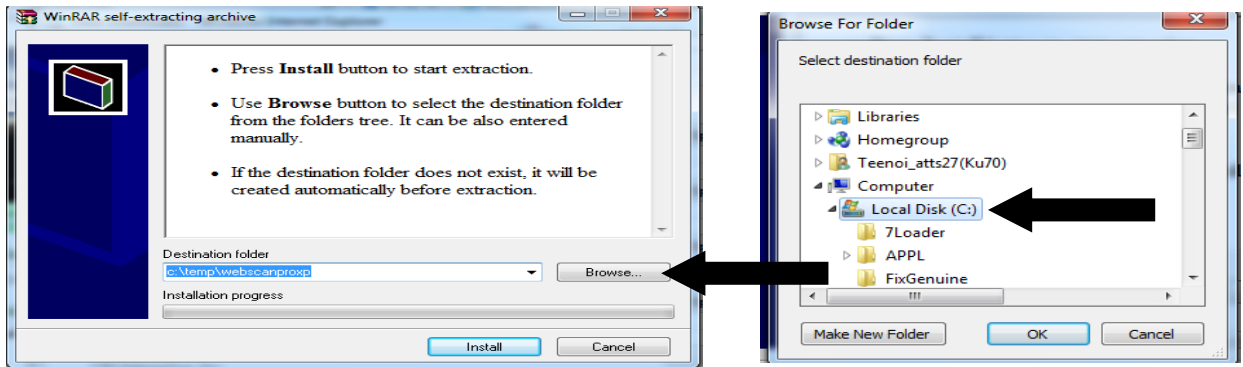 WinRAR self-extracting archive
• Press Install button to start extraction.
• Use Browse button to select the destination folder
from the folders tree. It can be also entered
manually.
• If the destination folder does not exist, it will be
created automatically before extraction.
Destination folder
c:\temp\webscanproxp
Browse...
Installation progress
Install
Cancel
Browse For Folder
Select destination folder
Libraries
Homegroup
Teenoi_atts27(Ku70)
Computer
Local Disk (C:)
7Loader
APPL
FixGenuine
Make New Folder
OK
Cancel